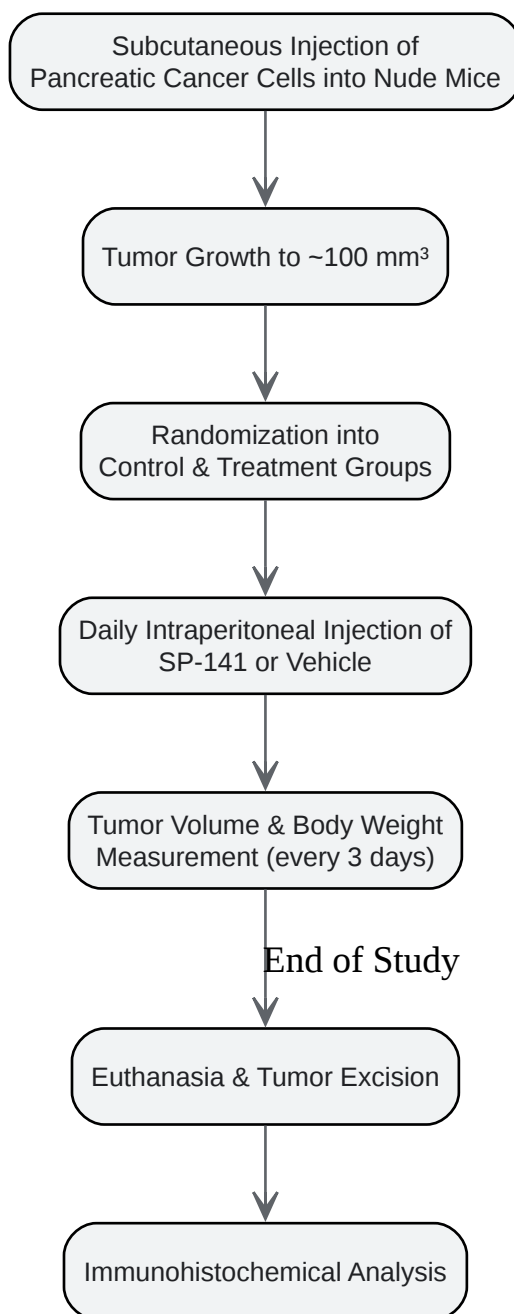 Subcutaneous Injection of
Pancreatic Cancer Cells into Nude Mice
Tumor Growth to ~100 mm³
Randomization into
Control & Treatment Groups
Daily Intraperitoneal Injection of
SP-141 or Vehicle
Tumor Volume & Body Weight
Measurement (every 3 days)
End of Study
Euthanasia & Tumor Excision
Immunohistochemical Analysis